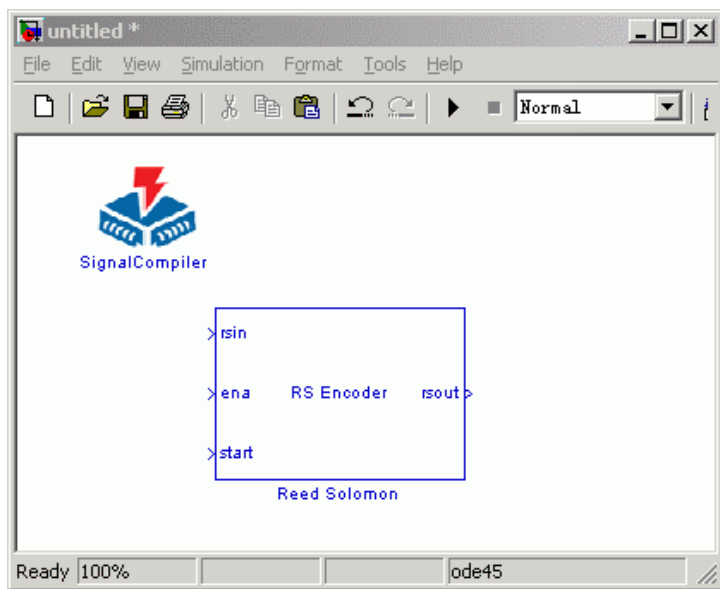 untitled *
File Edit View Simulation Format Tools Help
Normal
SignalCompiler
rsin
ena RS Encoder rsout
start
Reed Solomon
Ready 100% ode45